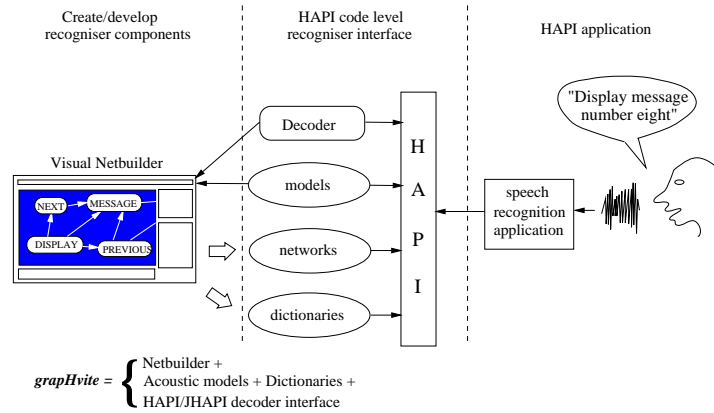 Create/develop
recogniser components
HAPI code level
recogniser interface
HAPI application
"Display message
number eight"
Decoder
H
A
P
I
Visual Netbuilder
models
NEXT
MESSAGE
speech
recognition
application
DISPLAY
PREVIOUS
networks
dictionaries
grapHvite = {
Netbuilder +
Acoustic models + Dictionaries +
HAPI/JHAPI decoder interface